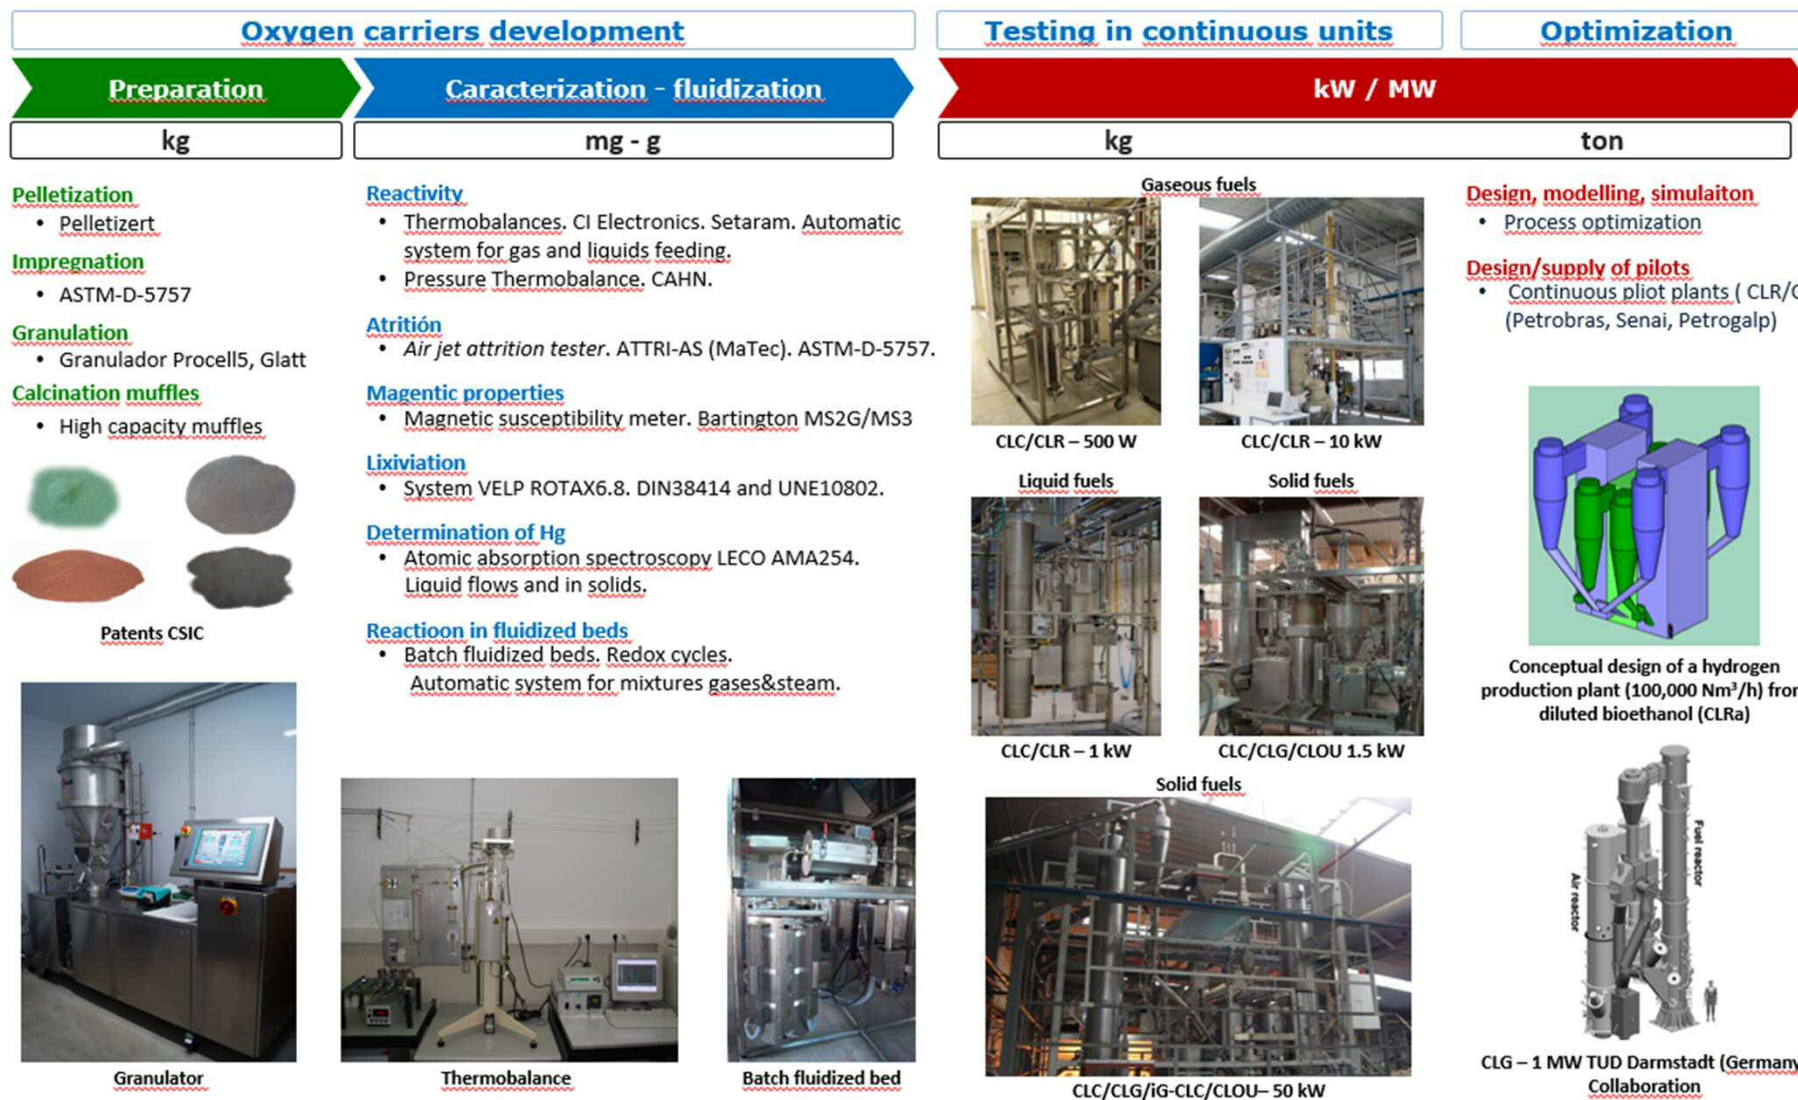 Oxygen carriers development
Testing in continuous units
Optimization
Preparation
Caracterization - fluidization
kW / MW
kg
mg - g
kg
ton
Pelletization
• Pelletizert
Impregnation
• ASTM-D-5757
Granulation
• Granulador Procell5, Glatt
Calcination muffles
• High capacity muffles
Patents CSIC
Granulator
Reactivity
• Thermobalances. CI Electronics. Setaram. Automatic
system for gas and liquids feeding.
• Pressure Thermobalance. CAHN.
Atritión
• Air jet attrition tester. ATTRI-AS (MaTec). ASTM-D-5757.
Magentic properties
• Magnetic susceptibility meter. Bartington MS2G/MS3
Lixiviation
• System VELP ROTAX6.8. DIN38414 and UNE10802.
Determination of Hg
• Atomic absorption spectroscopy LECO AMA254.
Liquid flows and in solids.
Reactioon in fluidized beds
• Batch fluidized beds. Redox cycles.
Automatic system for mixtures gases&steam.
Thermobalance
Batch fluidized bed
Gaseous fuels
CLC/CLR – 500 W
CLC/CLR – 10 kW
Liquid fuels
Solid fuels
CLC/CLR – 1 kW
CLC/CLG/CLOU 1.5 kW
Solid fuels
CLC/CLG/iG-CLC/CLOU– 50 kW
Design, modelling, simulaiton
• Process optimization
Design/supply of pilots
• Continuous pliot plants ( CLR/C
(Petrobras, Senai, Petrogalp)
Conceptual design of a hydrogen
production plant (100,000 Nm³/h) from
diluted bioethanol (CLRa)
Fuel reactor
Air reactor
CLG – 1 MW TUD Darmstadt (Germany
Collaboration